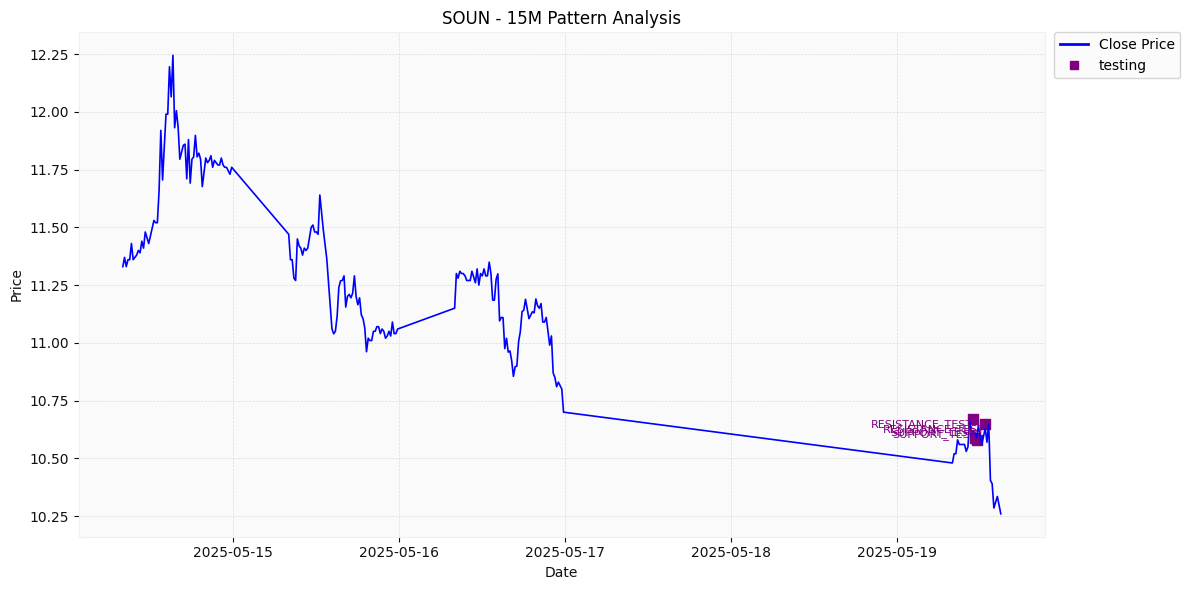 SOUN - 15M Pattern Analysis
Close Price
testing
Price
12.25
12.00
11.75
11.50
11.25
11.00
10.75
10.50
10.25
RESISTANCE_TEST
SUPPORT_TEST
2025-05-15
2025-05-16
2025-05-17
2025-05-18
2025-05-19
Date